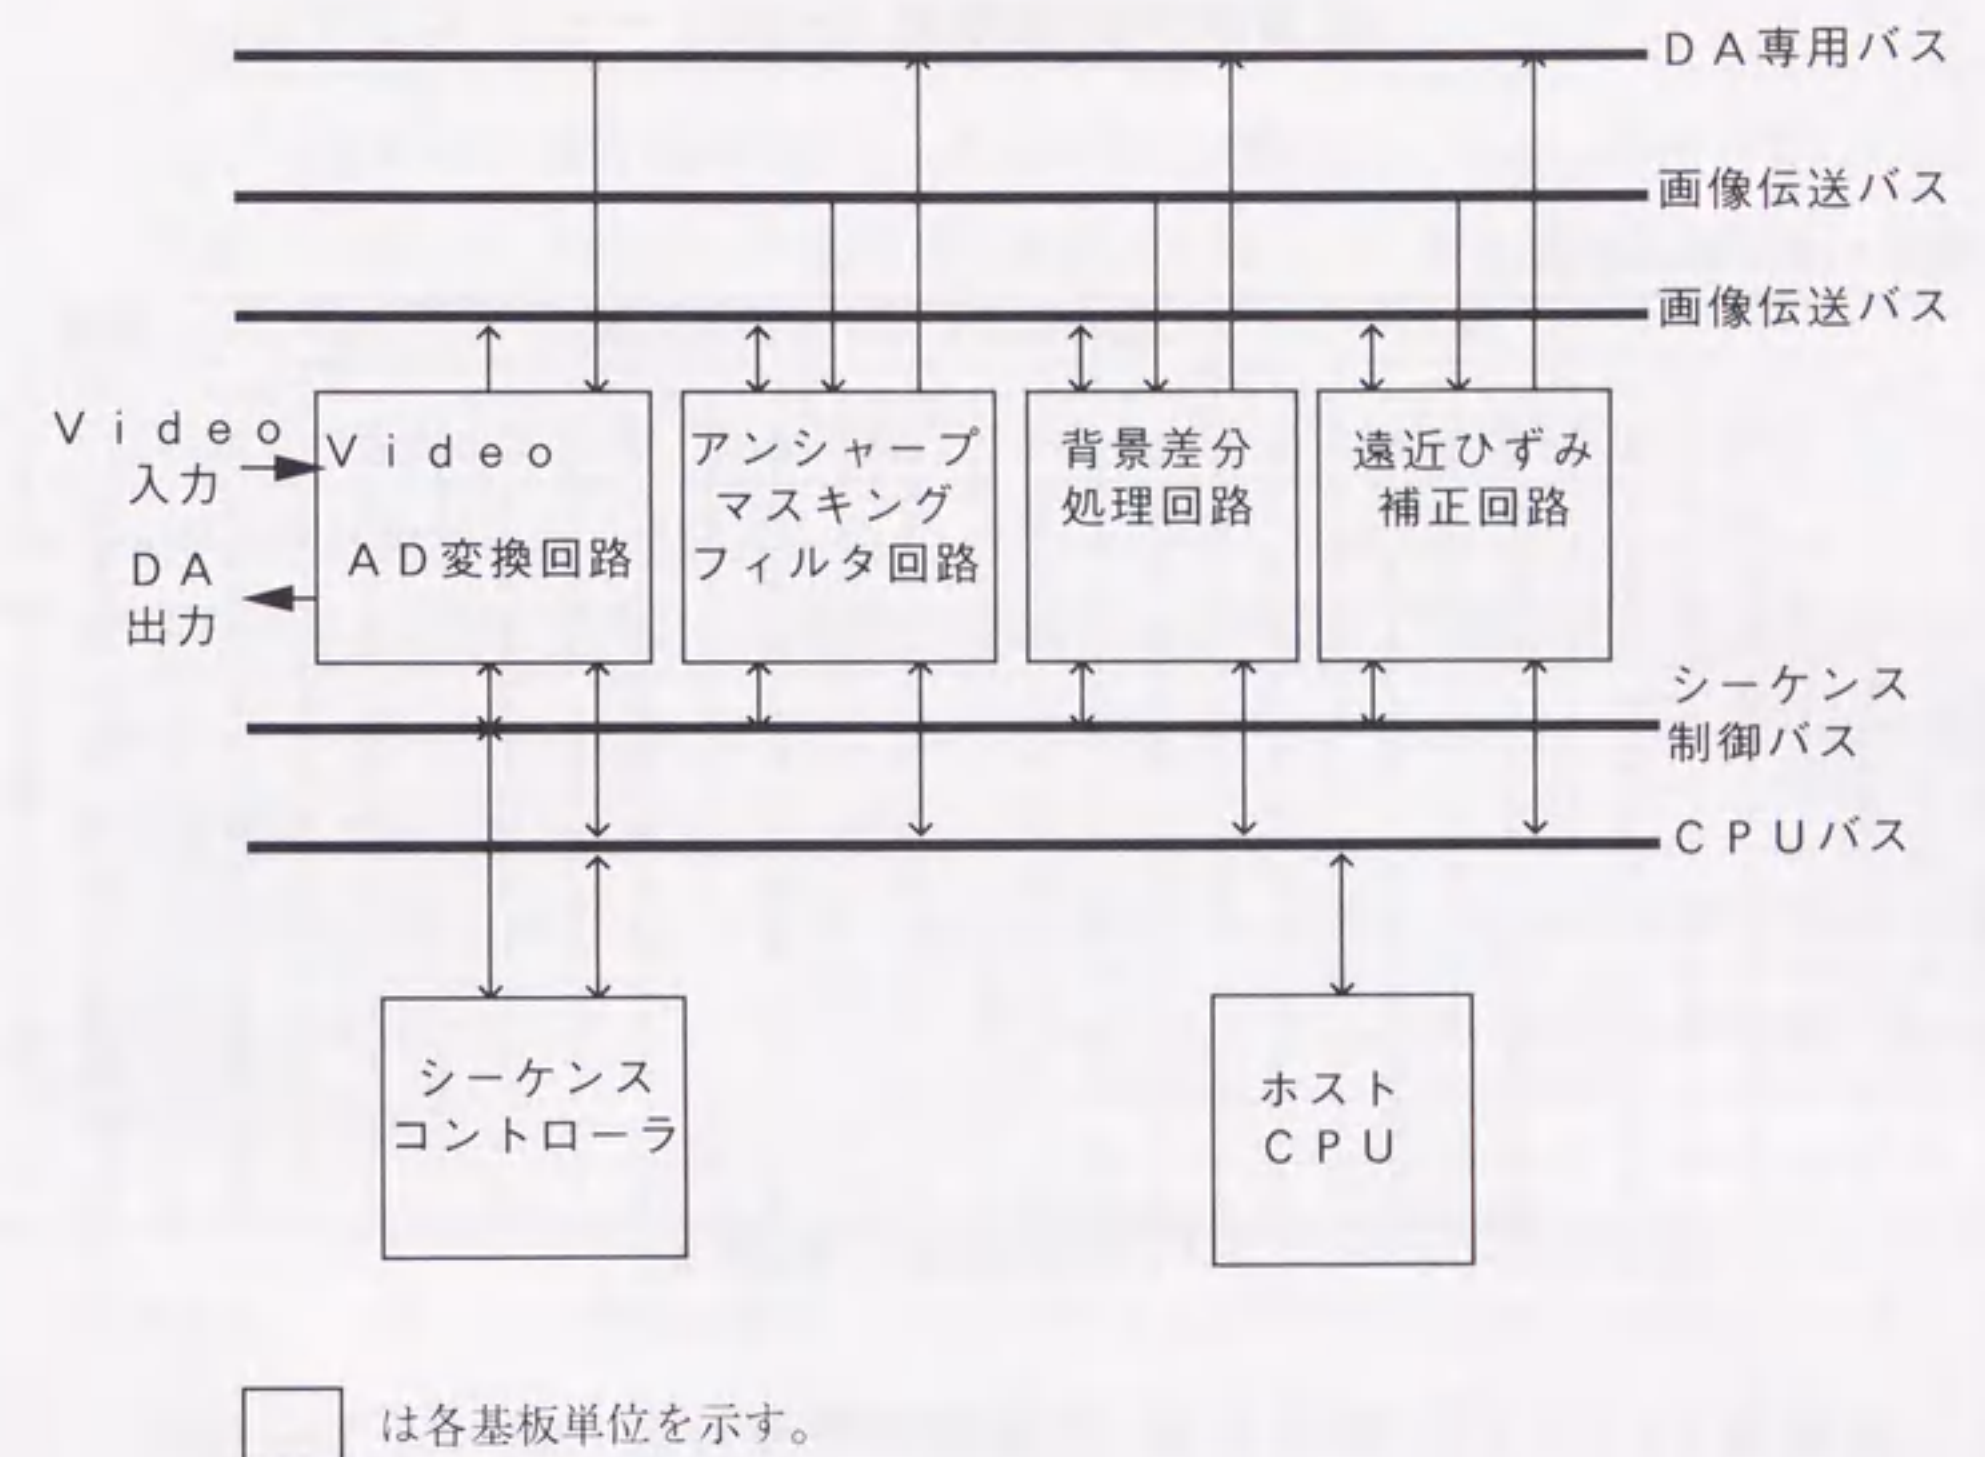 DA専用バス
画像伝送バス
画像伝送バス
Video
入力
DA
出力
Video
AD変換回路
アンシャープ
マスキング
フィルタ回路
背景差分
処理回路
遠近ひずみ
補正回路
シーケンス
制御バス
CPUバス
シーケンス
コントローラ
ホスト
CPU
は各基板単位を示す。